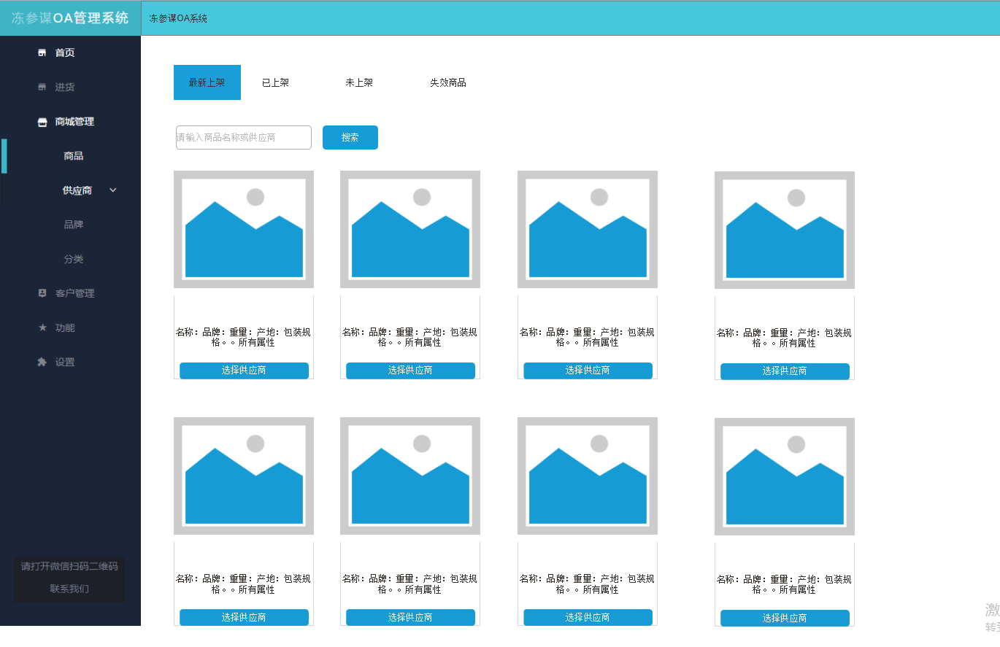 冻参谋OA管理系统
冻参谋OA系统
首页
进货
商城管理
商品
供应商
品牌
分类
客户管理
功能
设置
请打开微信扫码二维码
联系我们
最新上架 已上架 未上架 失效商品
请输入商品名称或供应商 搜索
名称：品牌：重量：产地：包装规
格。。所有属性
选择供应商
名称：品牌：重量：产地：包装规
格。。所有属性
选择供应商
名称：品牌：重量：产地：包装规
格。。所有属性
选择供应商
名称：品牌：重量：产地：包装规
格。。所有属性
选择供应商
名称：品牌：重量：产地：包装规
格。。所有属性
选择供应商
名称：品牌：重量：产地：包装规
格。。所有属性
选择供应商
名称：品牌：重量：产地：包装规
格。。所有属性
选择供应商
名称：品牌：重量：产地：包装规
格。。所有属性
选择供应商
激
转